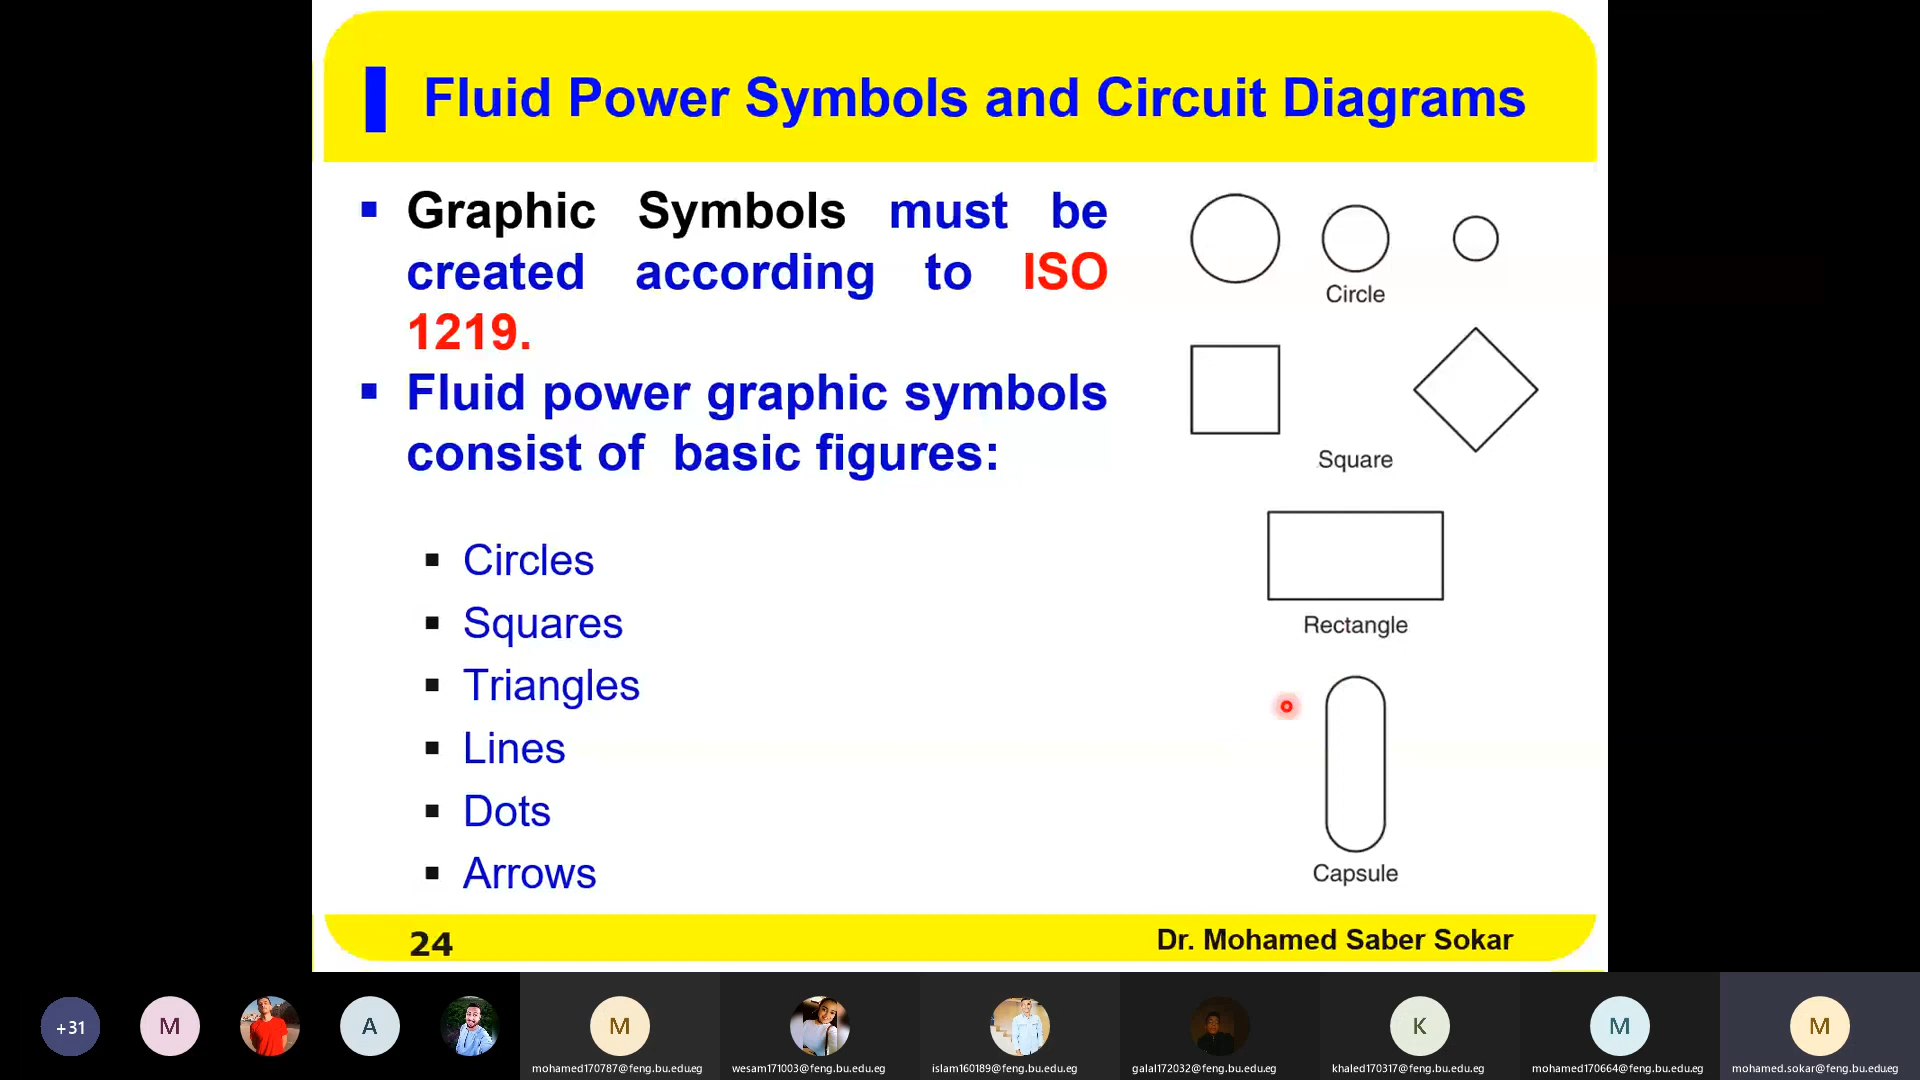 Fluid Power Symbols and Circuit Diagrams
Graphic Symbols must be
created according to ISO
1219.
Fluid power graphic symbols
consist of basic figures:
Circles
Squares
Triangles
Lines
Dots
Arrows
Circle
Square
Rectangle
Capsule
24
Dr. Mohamed Saber Sokar
+31
M
A
M
K
M
M
mohamed170787@feng.bu.edu.eg
wesam171003@feng.bu.edu.eg
islam160189@feng.bu.edu.eg
galal172032@feng.bu.edu.eg
khaled170317@feng.bu.edu.eg
mohamed170664@feng.bu.edu.eg
mohamed.sokar@feng.bu.edu.eg